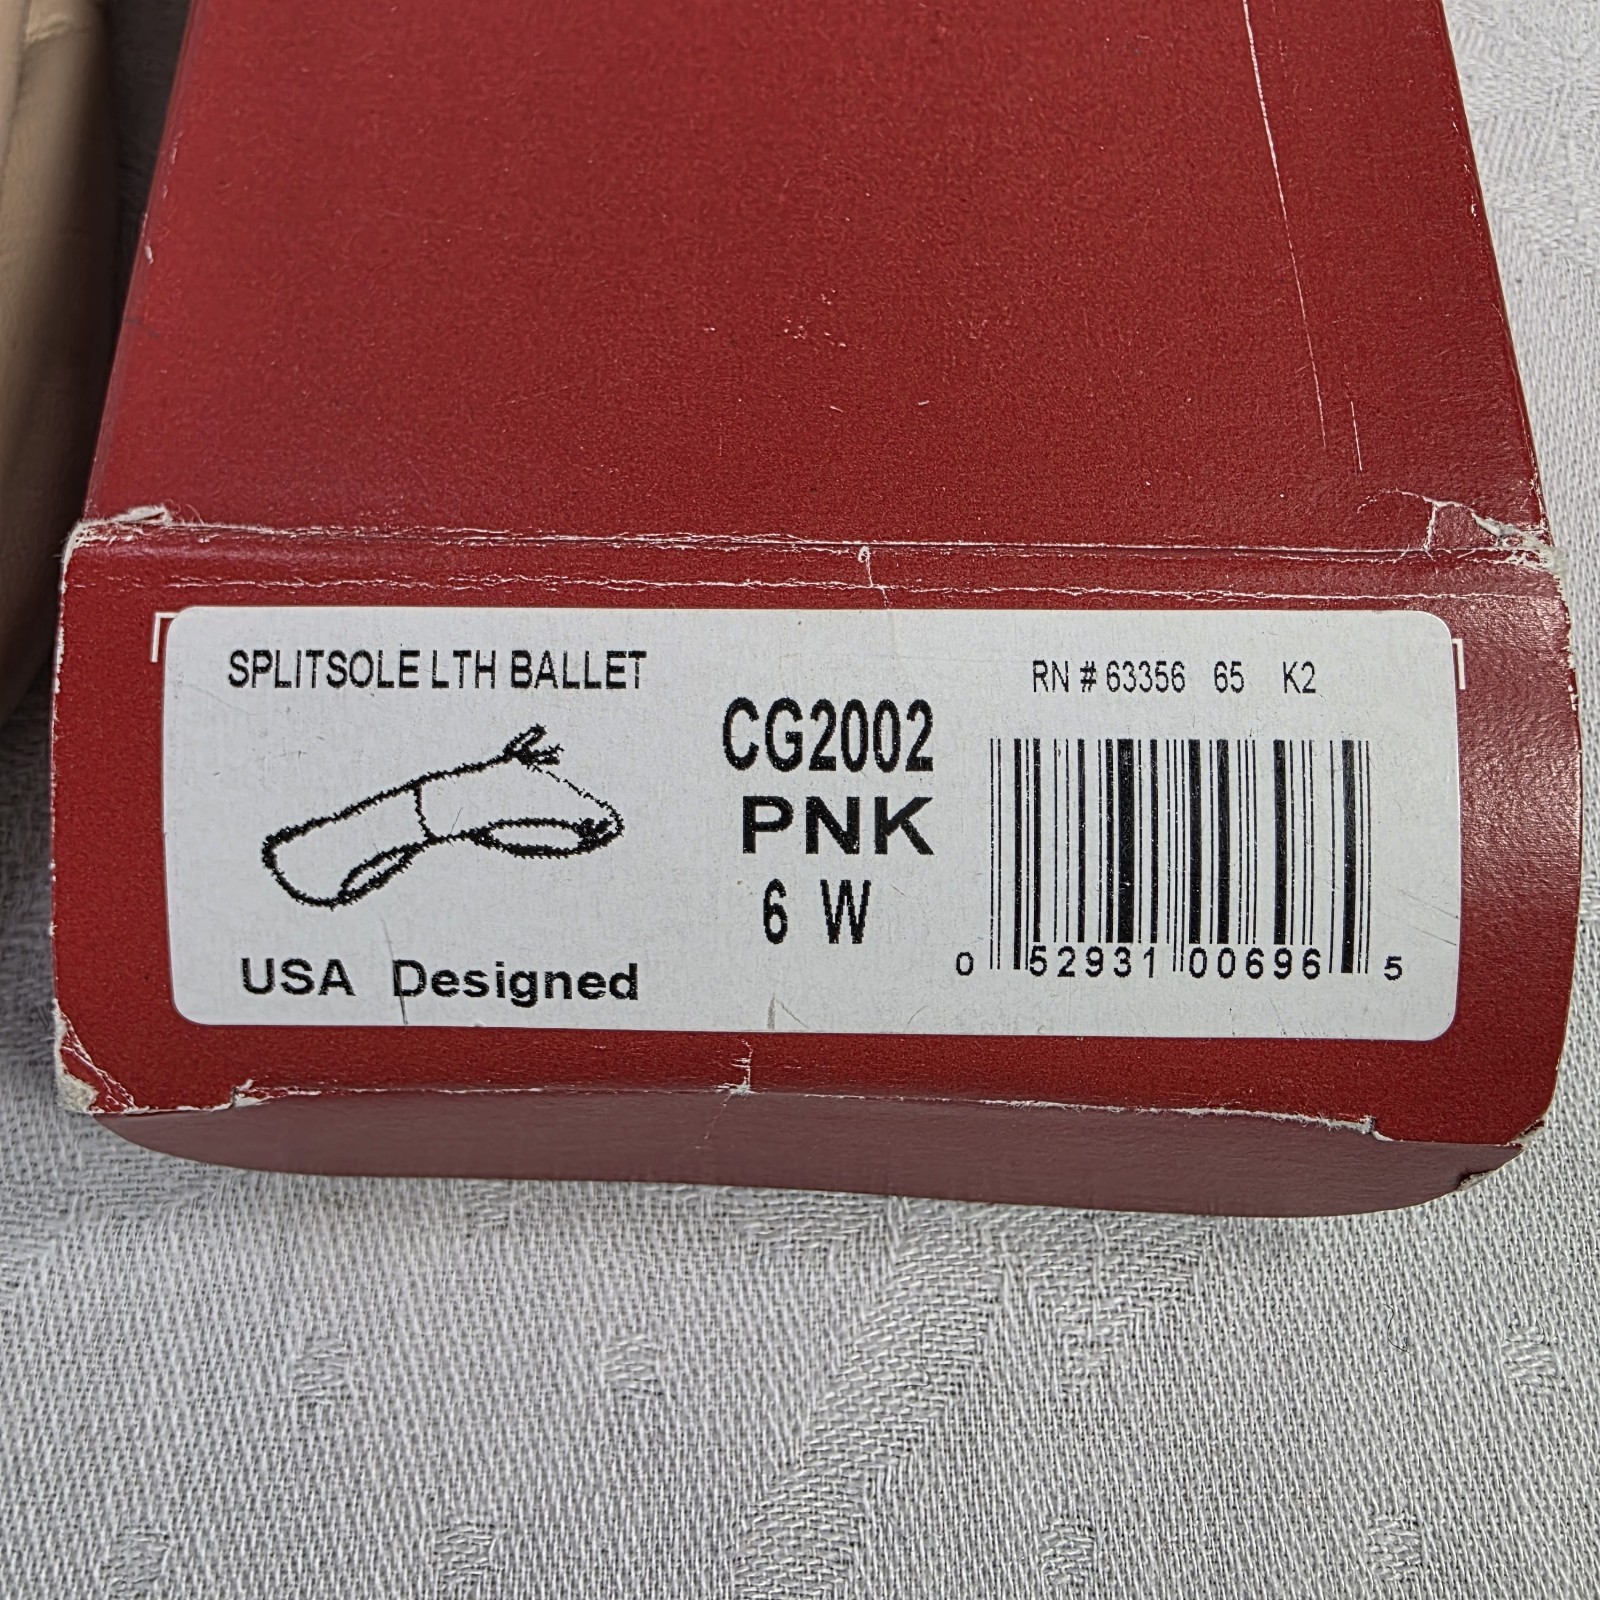 SPLITSOLE LTH BALLET
RN # 63356 65 K2
CG2002
PNK
6 W
USA Designed
0 52931 00696 5